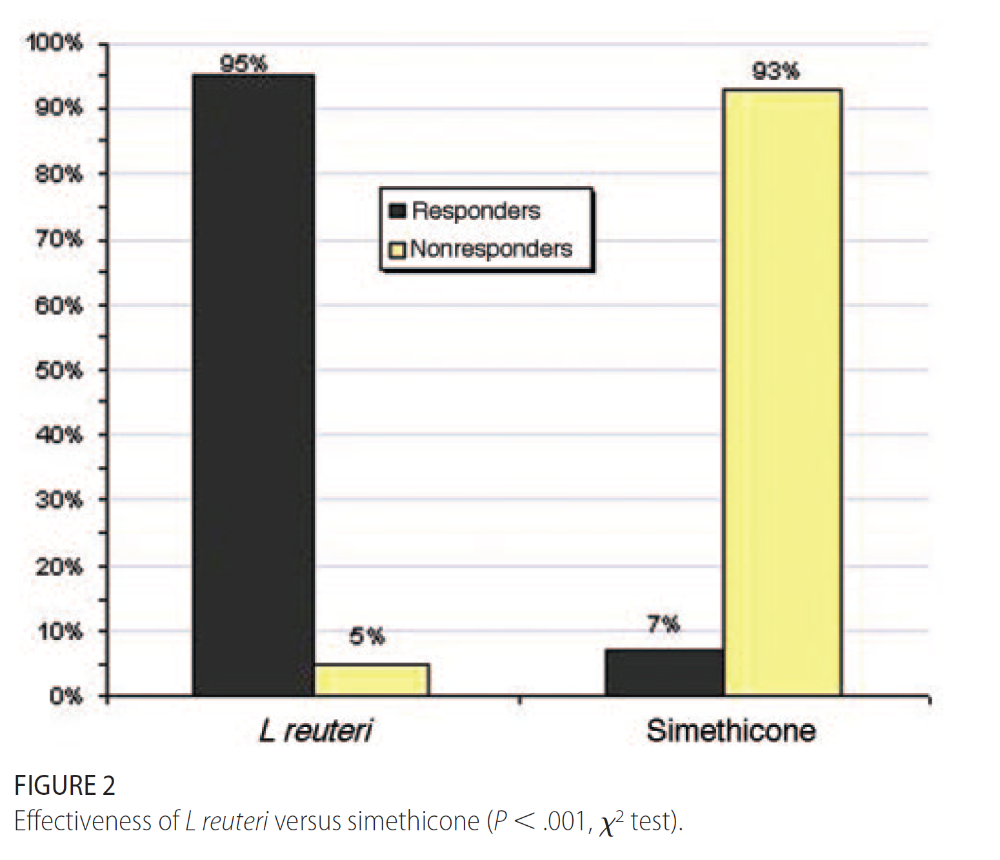 100%
95%
93%
90%
80%
Responders
70%
Nonresponders
60%
50%
40%
30%
20%
10%
7%
5%
0%
L reuteri
Simethicone
FIGURE 2
Effectiveness of L reuteri versus simethicone (P < .001, χ² test).